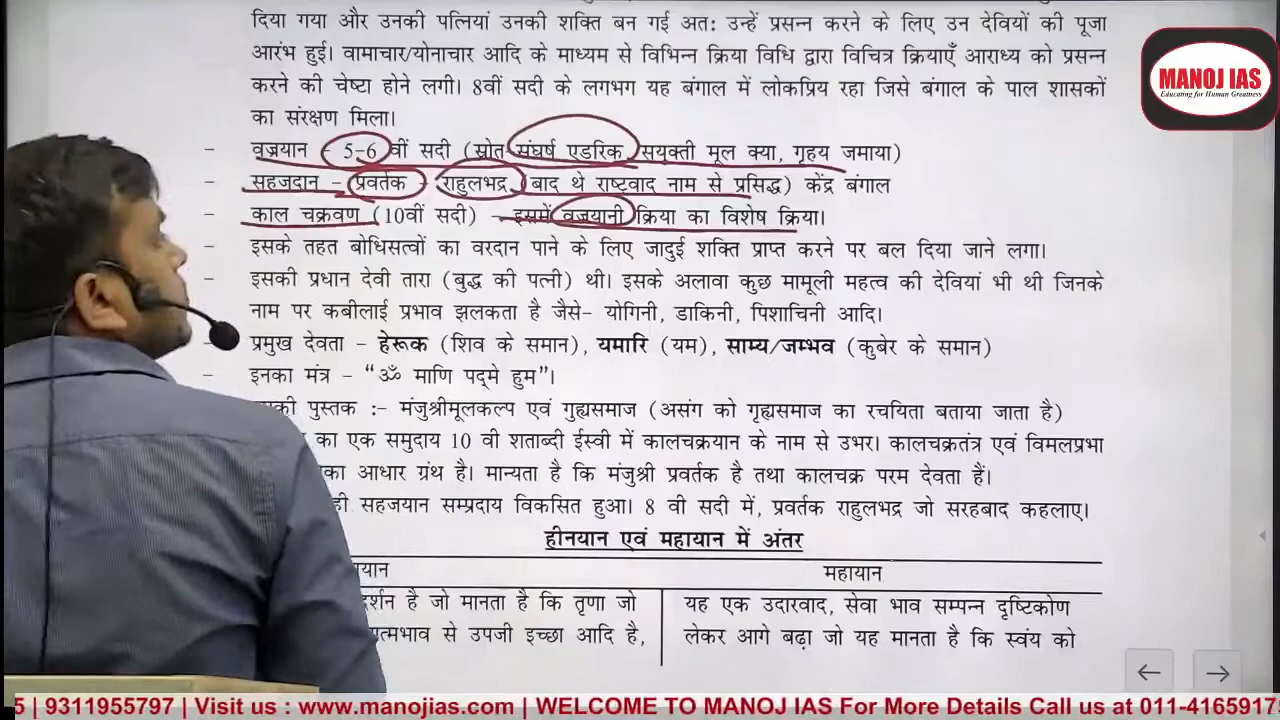 दिया गया और उनकी पत्नियां उनकी शक्ति बन गई अतः उन्हें प्रसन्न करने के लिए उन देवियों की पूजा
आरंभ हुई। वामाचार/योनाचार आदि के माध्यम से विभिन्न क्रिया विधि द्वारा विचित्र क्रियाएँ आराध्य को प्रसन्न
करने की चेष्टा होने लगी। 8वीं सदी के लगभग यह बंगाल में लोकप्रिय रहा जिसे बंगाल के पाल शासकों
का संरक्षण मिला।
- वज्रयान 5-6 वीं सदी (स्रोत संघर्ष एडरिक सयुक्ती मूल क्या, गृहय जमाया)
- सहजदान - प्रवर्तक - राहुलभद्र (बाद थे राष्टवाद नाम से प्रसिद्ध) केंद्र बंगाल
- काल चक्रवण (10वीं सदी) - इसमें वज्रयानी क्रिया का विशेष क्रिया।
- इसके तहत बोधिसत्वों का वरदान पाने के लिए जादुई शक्ति प्राप्त करने पर बल दिया जाने लगा।
- इसकी प्रधान देवी तारा (बुद्ध की पत्नी) थी। इसके अलावा कुछ मामूली महत्व की देवियां भी थी जिनके
नाम पर कबीलाई प्रभाव झलकता है जैसे- योगिनी, डाकिनी, पिशाचिनी आदि।
- प्रमुख देवता - हेरूक (शिव के समान), यमारि (यम), साम्य/जम्भव (कुबेर के समान)
- इनका मंत्र - “ॐ माणि पद्मे हुम”।
की पुस्तक :- मंजुश्रीमूलकल्प एवं गुह्यसमाज (असंग को गृह्यसमाज का रचयिता बताया जाता है)
का एक समुदाय 10 वी शताब्दी ईस्वी में कालचक्रयान के नाम से उभर। कालचक्रतंत्र एवं विमलप्रभा
का आधार ग्रंथ है। मान्यता है कि मंजुश्री प्रवर्तक है तथा कालचक्र परम देवता हैं।
ही सहजयान सम्प्रदाय विकसित हुआ। 8 वी सदी में, प्रवर्तक राहुलभद्र जो सरहबाद कहलाए।
हीनयान एवं महायान में अंतर
यान महायान
दर्शन है जो मानता है कि तृणा जो
त्मभाव से उपजी इच्छा आदि है,
यह एक उदारवाद, सेवा भाव सम्पन्न दृष्टिकोण
लेकर आगे बढ़ा जो यह मानता है कि स्वंय को
MANOJ IAS
Educating for Human Greatness
5 | 9311955797 | Visit us : www.manojias.com | WELCOME TO MANOJ IAS For More Details Call us at 011-4165917